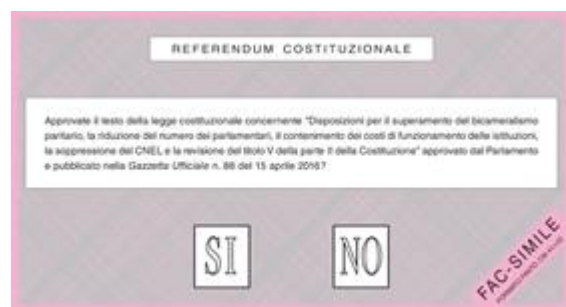 REFERENDUM COSTITUZIONALE
Approvate il testo della legge costituzionale concernente "Disposizioni per il superamento del bicameralismo
paritario, la riduzione del numero dei parlamentari, il contenimento dei costi di funzionamento delle istituzioni,
la soppressione del CNEL e la revisione del titolo V della parte II della Costituzione" approvato dal Parlamento
e pubblicato nella Gazzetta Ufficiale n. 88 del 15 aprile 2016?
SI
NO
FAC-SIMILE